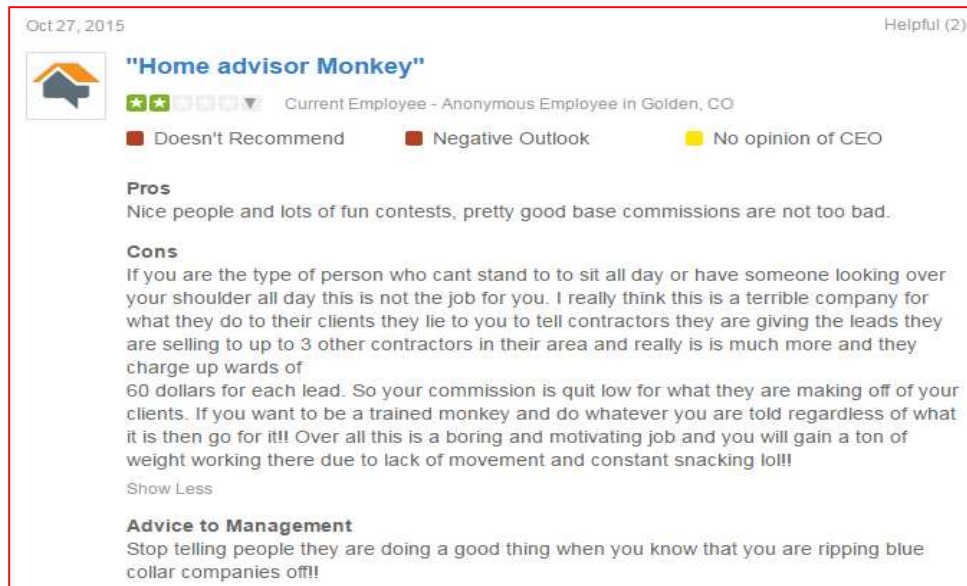 Oct 27, 2015 Helpful (2)
"Home advisor Monkey"
Current Employee - Anonymous Employee in Golden, CO
Doesn't Recommend Negative Outlook No opinion of CEO
Pros
Nice people and lots of fun contests, pretty good base commissions are not too bad.
Cons
If you are the type of person who cant stand to to sit all day or have someone looking over
your shoulder all day this is not the job for you. I really think this is a terrible company for
what they do to their clients they lie to you to tell contractors they are giving the leads they
are selling to up to 3 other contractors in their area and really is is much more and they
charge up wards of
60 dollars for each lead. So your commission is quit low for what they are making off of your
clients. If you want to be a trained monkey and do whatever you are told regardless of what
it is then go for it!! Over all this is a boring and motivating job and you will gain a ton of
weight working there due to lack of movement and constant snacking lol!!
Show Less
Advice to Management
Stop telling people they are doing a good thing when you know that you are ripping blue
collar companies off!!